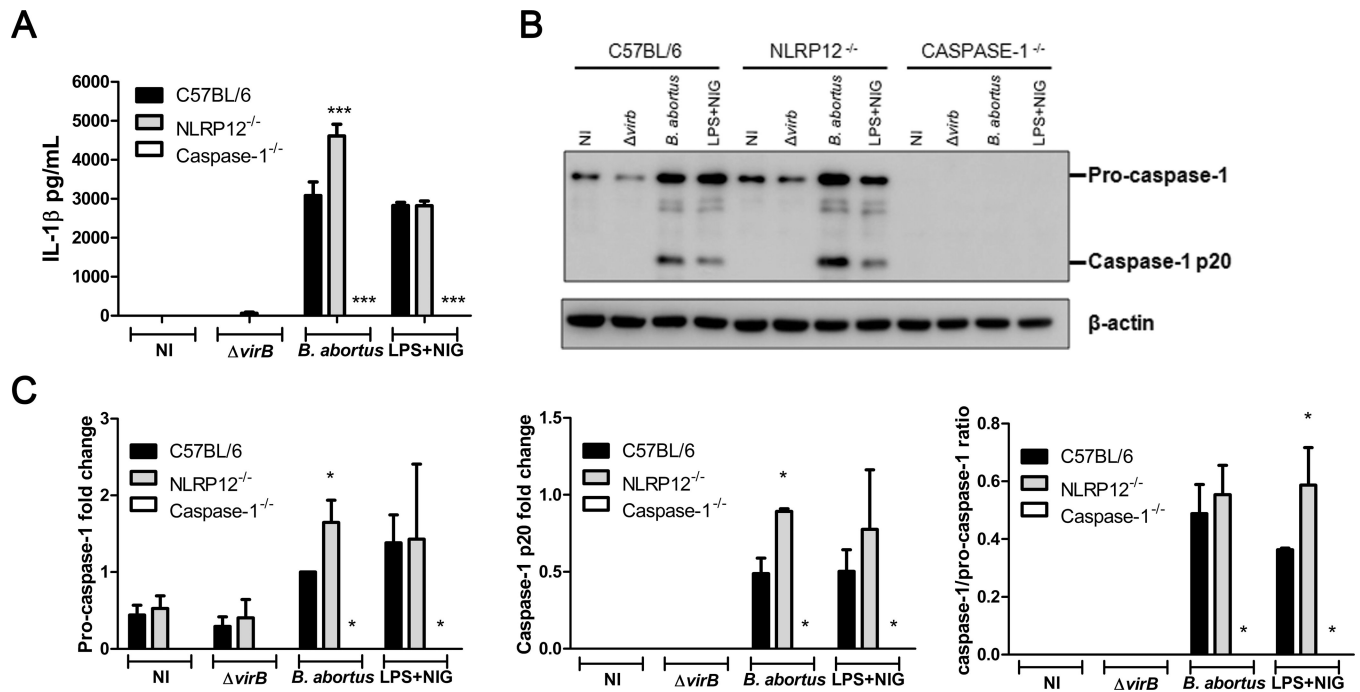 A
IL-1β pg/mL
6000
5000
4000
3000
2000
1000
0
C57BL/6
NLRP12-/-
Caspase-1-/-
***
***
***
NI
ΔvirB
B. abortus
LPS+NIG
B
C57BL/6
NLRP12 -/-
CASPASE-1 -/-
NI
Δvirb
B. abortus
LPS+NIG
NI
Δvirb
B. abortus
LPS+NIG
NI
Δvirb
B. abortus
LPS+NIG
Pro-caspase-1
Caspase-1 p20
β-actin
C
Pro-caspase-1 fold change
3
2
1
0
C57BL/6
NLRP12-/-
Caspase-1-/-
*
*
*
NI
ΔvirB
B. abortus
LPS+NIG
Caspase-1 p20 fold change
1.5
1.0
0.5
0.0
C57BL/6
NLRP12-/-
Caspase-1-/-
*
*
*
NI
ΔvirB
B. abortus
LPS+NIG
caspase-1/pro-caspase-1 ratio
0.8
0.6
0.4
0.2
0.0
C57BL/6
NLRP12-/-
Caspase-1-/-
*
*
*
NI
ΔvirB
B. abortus
LPS+NIG